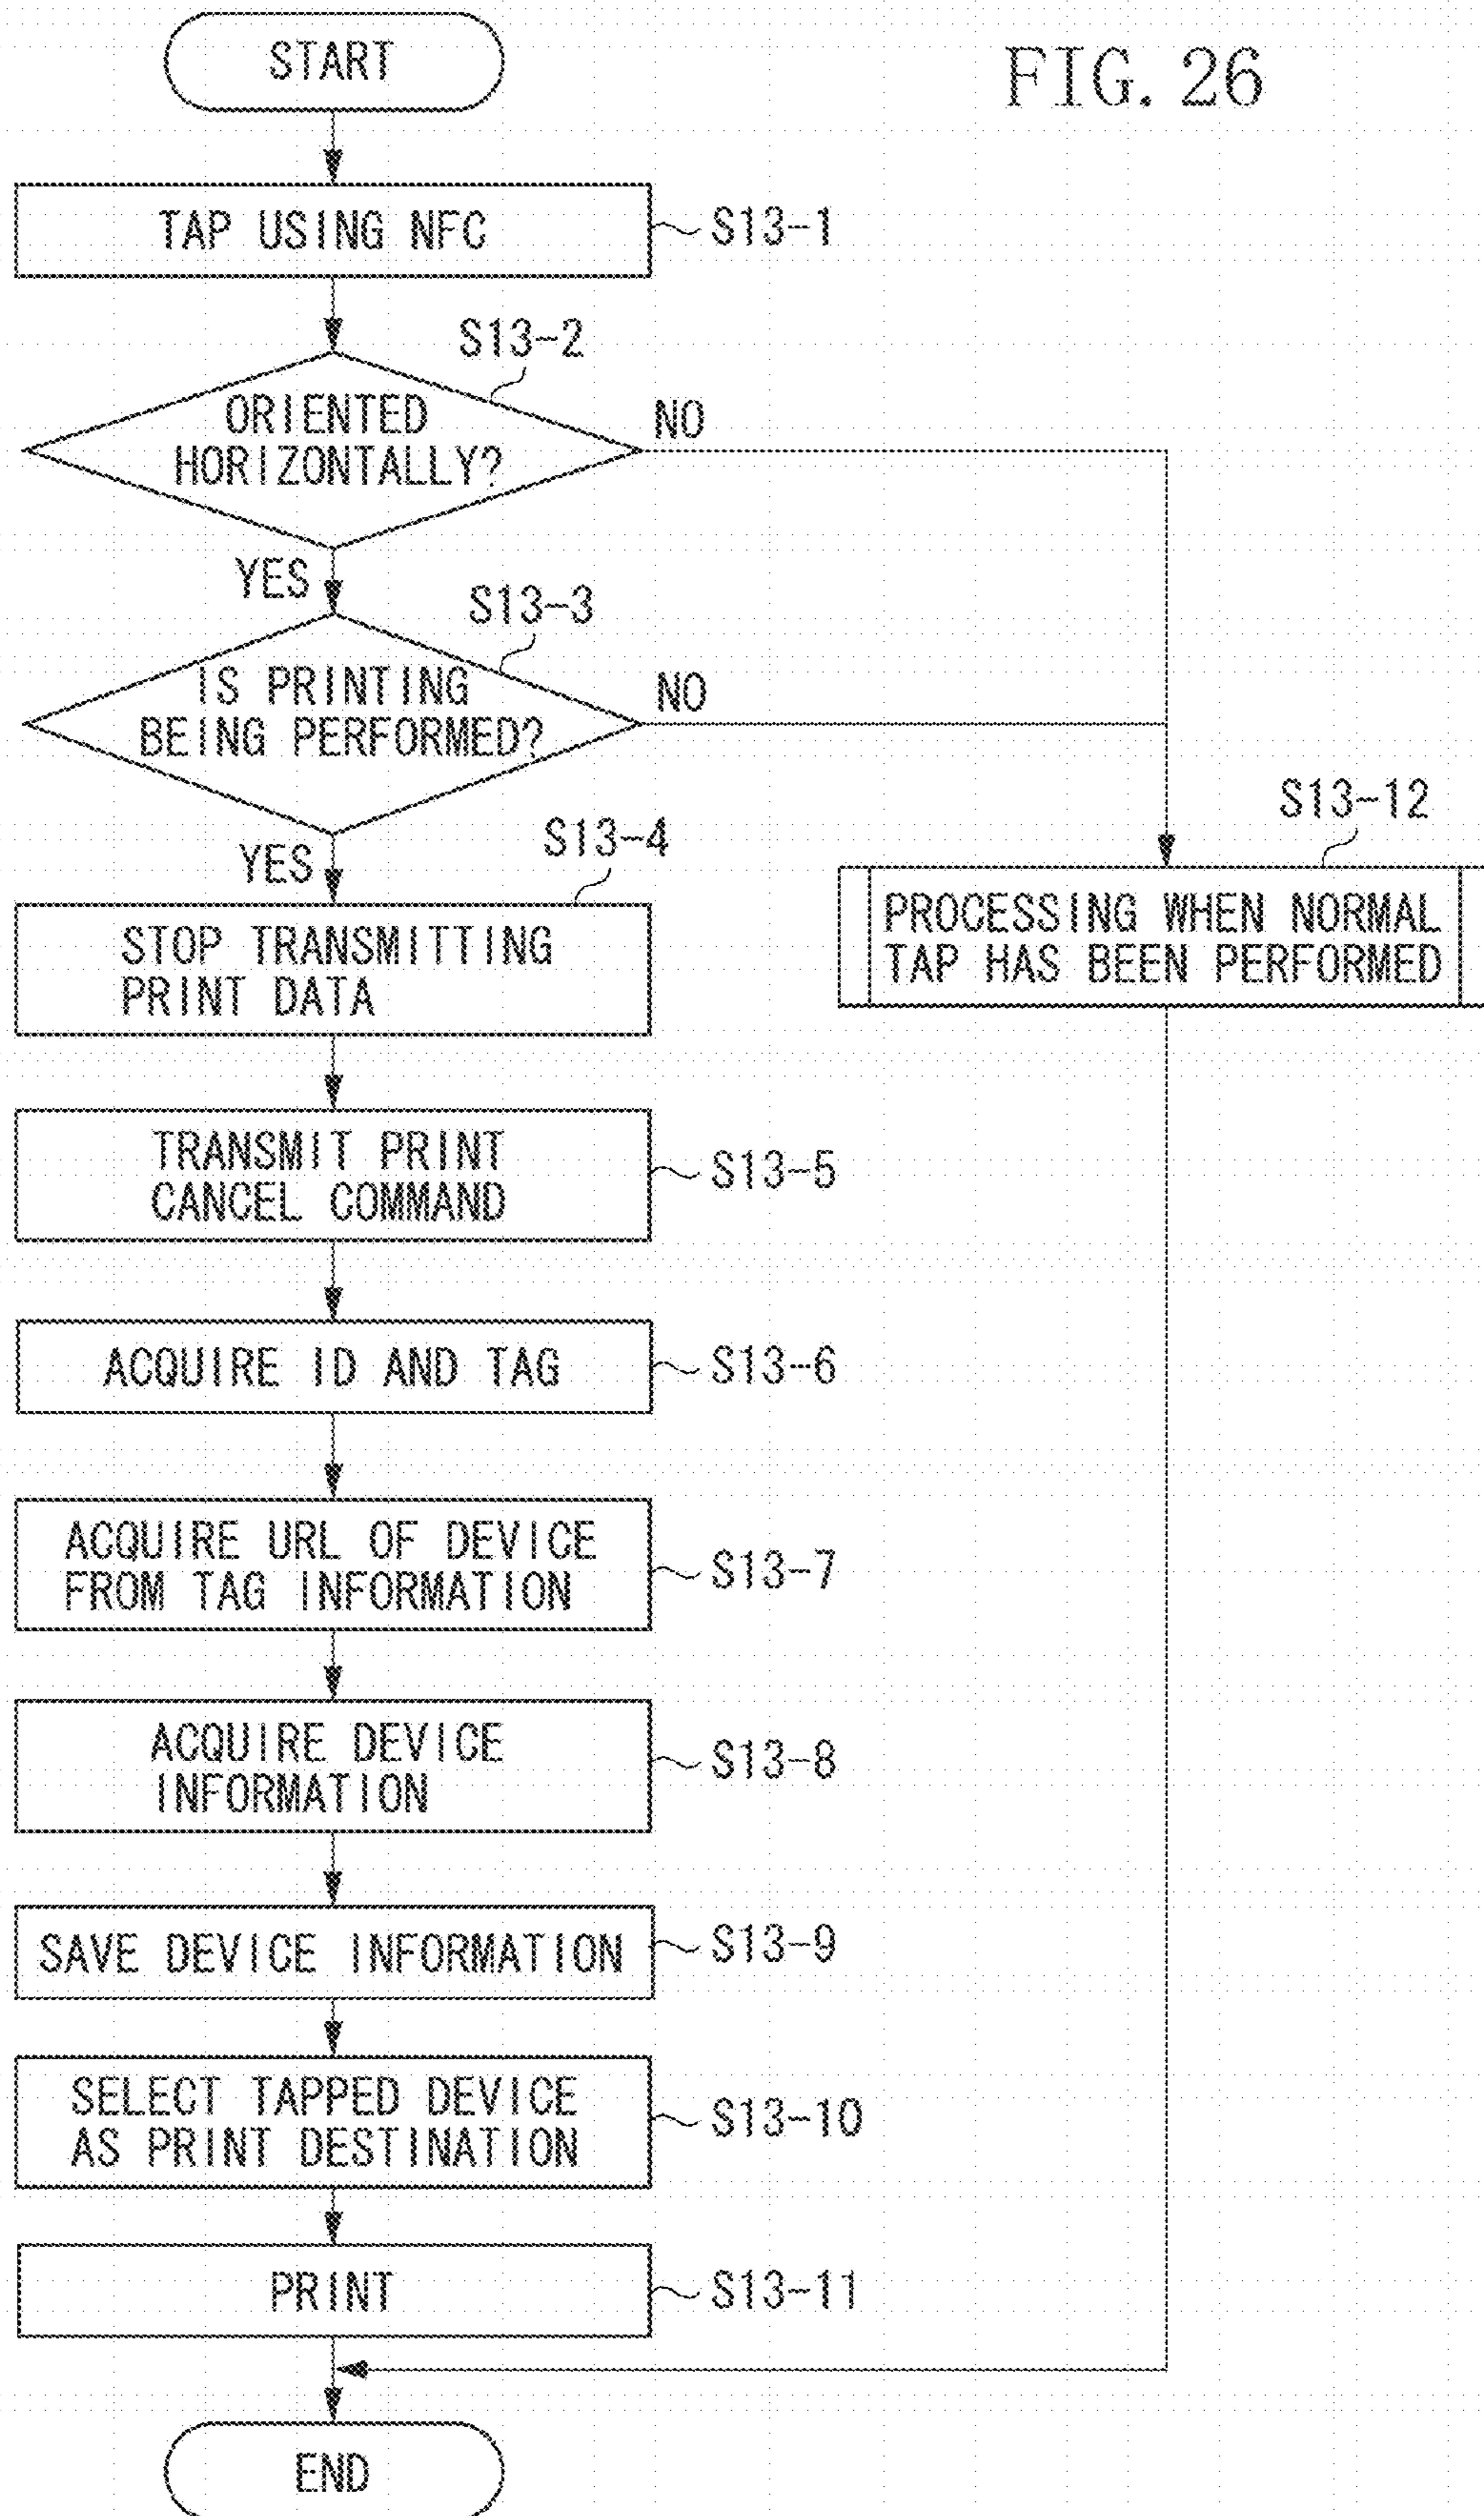 FIG. 26
START
TAP USING NFC
S13-1
S13-2
ORIENTED
HORIZONTALLY?
NO
YES
S13-3
IS PRINTING
BEING PERFORMED?
NO
YES
S13-4
STOP TRANSMITTING
PRINT DATA
S13-12
PROCESSING WHEN NORMAL
TAP HAS BEEN PERFORMED
TRANSMIT PRINT
CANCEL COMMAND
S13-5
ACQUIRE ID AND TAG
S13-6
ACQUIRE URL OF DEVICE
FROM TAG INFORMATION
S13-7
ACQUIRE DEVICE
INFORMATION
S13-8
SAVE DEVICE INFORMATION
S13-9
SELECT TAPPED DEVICE
AS PRINT DESTINATION
S13-10
PRINT
S13-11
END